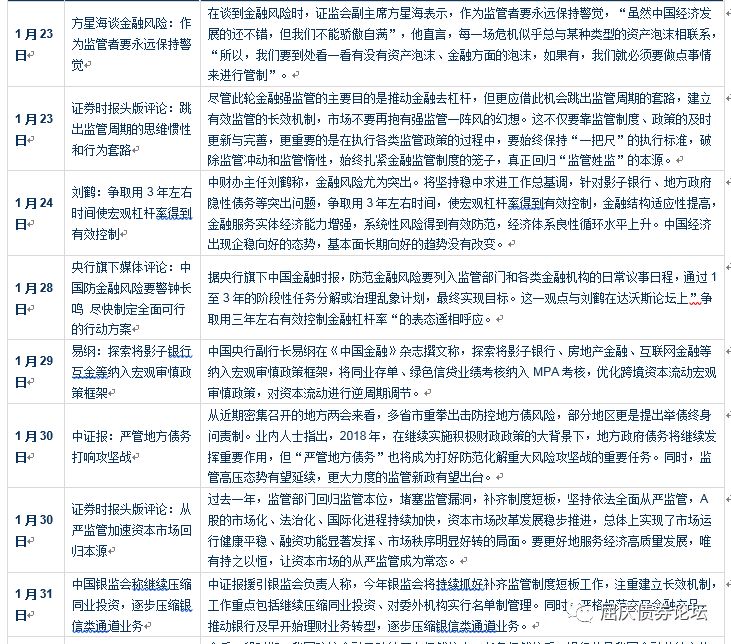 1 月 23
日
方星海谈金融风险：作
为监管者要永远保持警
觉
在谈到金融风险时，证监会副主席方星海表示，作为监管者要永远保持警觉，“虽然中国经济发
展的还不错，但我们不能骄傲自满”，他直言，每一场危机似乎总与某种类型的资产泡沫相联系，
“所以，我们要到处看一看有没有资产泡沫、金融方面的泡沫，如果有，我们就必须要做点事情
来进行管制”。
1 月 23
日
证券时报头版评论：跳
出监管周期的思维惯性
和行为套路
尽管此轮金融强监管的主要目的是推动金融去杠杆，但更应借此机会跳出监管周期的套路，建立
有效监管的长效机制，市场不要再抱有强监管一阵风的幻想。这不仅要靠监管制度、政策的及时
更新与完善，更重要的是在执行各类监管政策的过程中，要始终保持“一把尺”的执行标准，破
除监管冲动和监管惰性，始终扎紧金融监管制度的笼子，真正回归“监管姓监”的本源。
1 月 24
日
刘鹤：争取用 3 年左右
时间使宏观杠杆率得到
有效控制
中财办主任刘鹤称，金融风险尤为突出。将坚持稳中求进工作总基调，针对影子银行、地方政府
隐性债务等突出问题，争取用 3 年左右时间，使宏观杠杆率得到有效控制，金融结构适应性提高，
金融服务实体经济能力增强，系统性风险得到有效防范，经济体系良性循环水平上升。中国经济
出现企稳向好的态势，基本面长期向好的趋势没有改变。
1 月 28
日
央行旗下媒体评论：中
国防金融风险要警钟长
鸣 尽快制定全面可行
的行动方案
据央行旗下中国金融时报，防范金融风险要列入监管部门和各类金融机构的日常议事日程，通过 1
至 3 年的阶段性任务分解或治理乱象计划，最终实现目标。这一观点与刘鹤在达沃斯论坛上”争
取用三年左右有效控制金融杠杆率“的表态遥相呼应。
1 月 29
日
易纲：探索将影子银行
互金等纳入宏观审慎政
策框架
中国央行副行长易纲在《中国金融》杂志撰文称，探索将影子银行、房地产金融、互联网金融等
纳入宏观审慎政策框架，将同业存单、绿色信贷业绩考核纳入 MPA 考核，优化跨境资本流动宏观
审慎政策，对资本流动进行逆周期调节。
1 月 30
日
中证报：严管地方债务
打响攻坚战
从近期密集召开的地方两会来看，多省市重拳出击防控地方债风险，部分地区更是提出举债终身
问责制。业内人士指出，2018 年，在继续实施积极财政政策的大背景下，地方政府债务将继续发
挥重要作用，但“严管地方债务”也将成为打好防范化解重大风险攻坚战的重要任务。同时，监
管高压态势有望延续，更大力度的监管新政有望出台。
1 月 30
日
证券时报头版评论：从
严监管加速资本市场回
归本源
过去一年，监管部门回归监管本位，堵塞监管漏洞，补齐制度短板，坚持依法全面从严监管，A
股的市场化、法治化、国际化进程持续加快，资本市场改革发展稳步推进，总体上实现了市场运
行健康平稳、融资功能显著发挥、市场秩序明显好转的局面。要更好地服务经济高质量发展，唯
有持之以恒，让资本市场的从严监管成为常态。
1 月 31
日
中国银监会称继续压缩
同业投资，逐步压缩银
信类通道业务
中证报援引银监会负责人称，今年银监会将持续抓好补齐监管制度短板工作，注重建立长效机制，
工作重点包括继续压缩同业投资、对委外机构实行名单管理。同时，严格
推动银行及早开始理财业务转型，逐步压缩银信类通道业务。
屈庆债券论坛